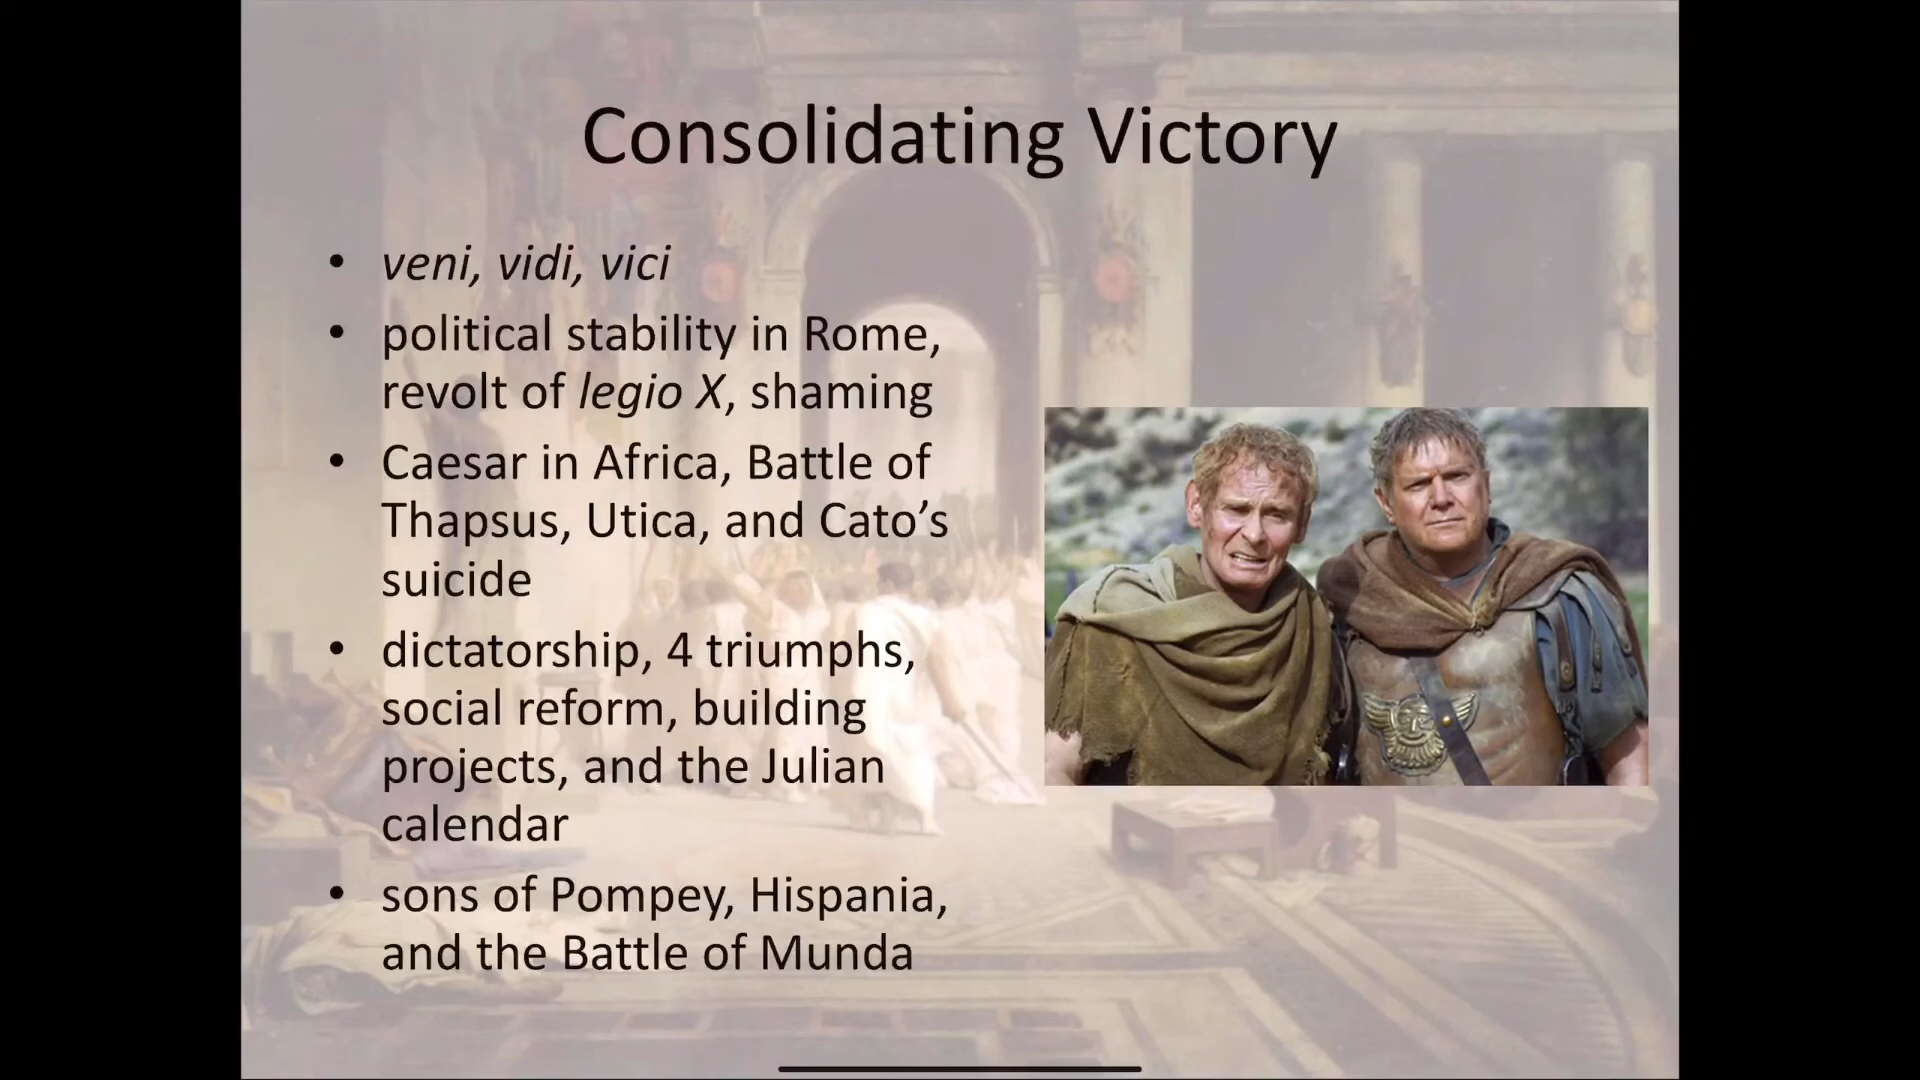 Consolidating Victory
• veni, vidi, vici
• political stability in Rome,
revolt of legio X, shaming
• Caesar in Africa, Battle of
Thapsus, Utica, and Cato’s
suicide
• dictatorship, 4 triumphs,
social reform, building
projects, and the Julian
calendar
• sons of Pompey, Hispania,
and the Battle of Munda